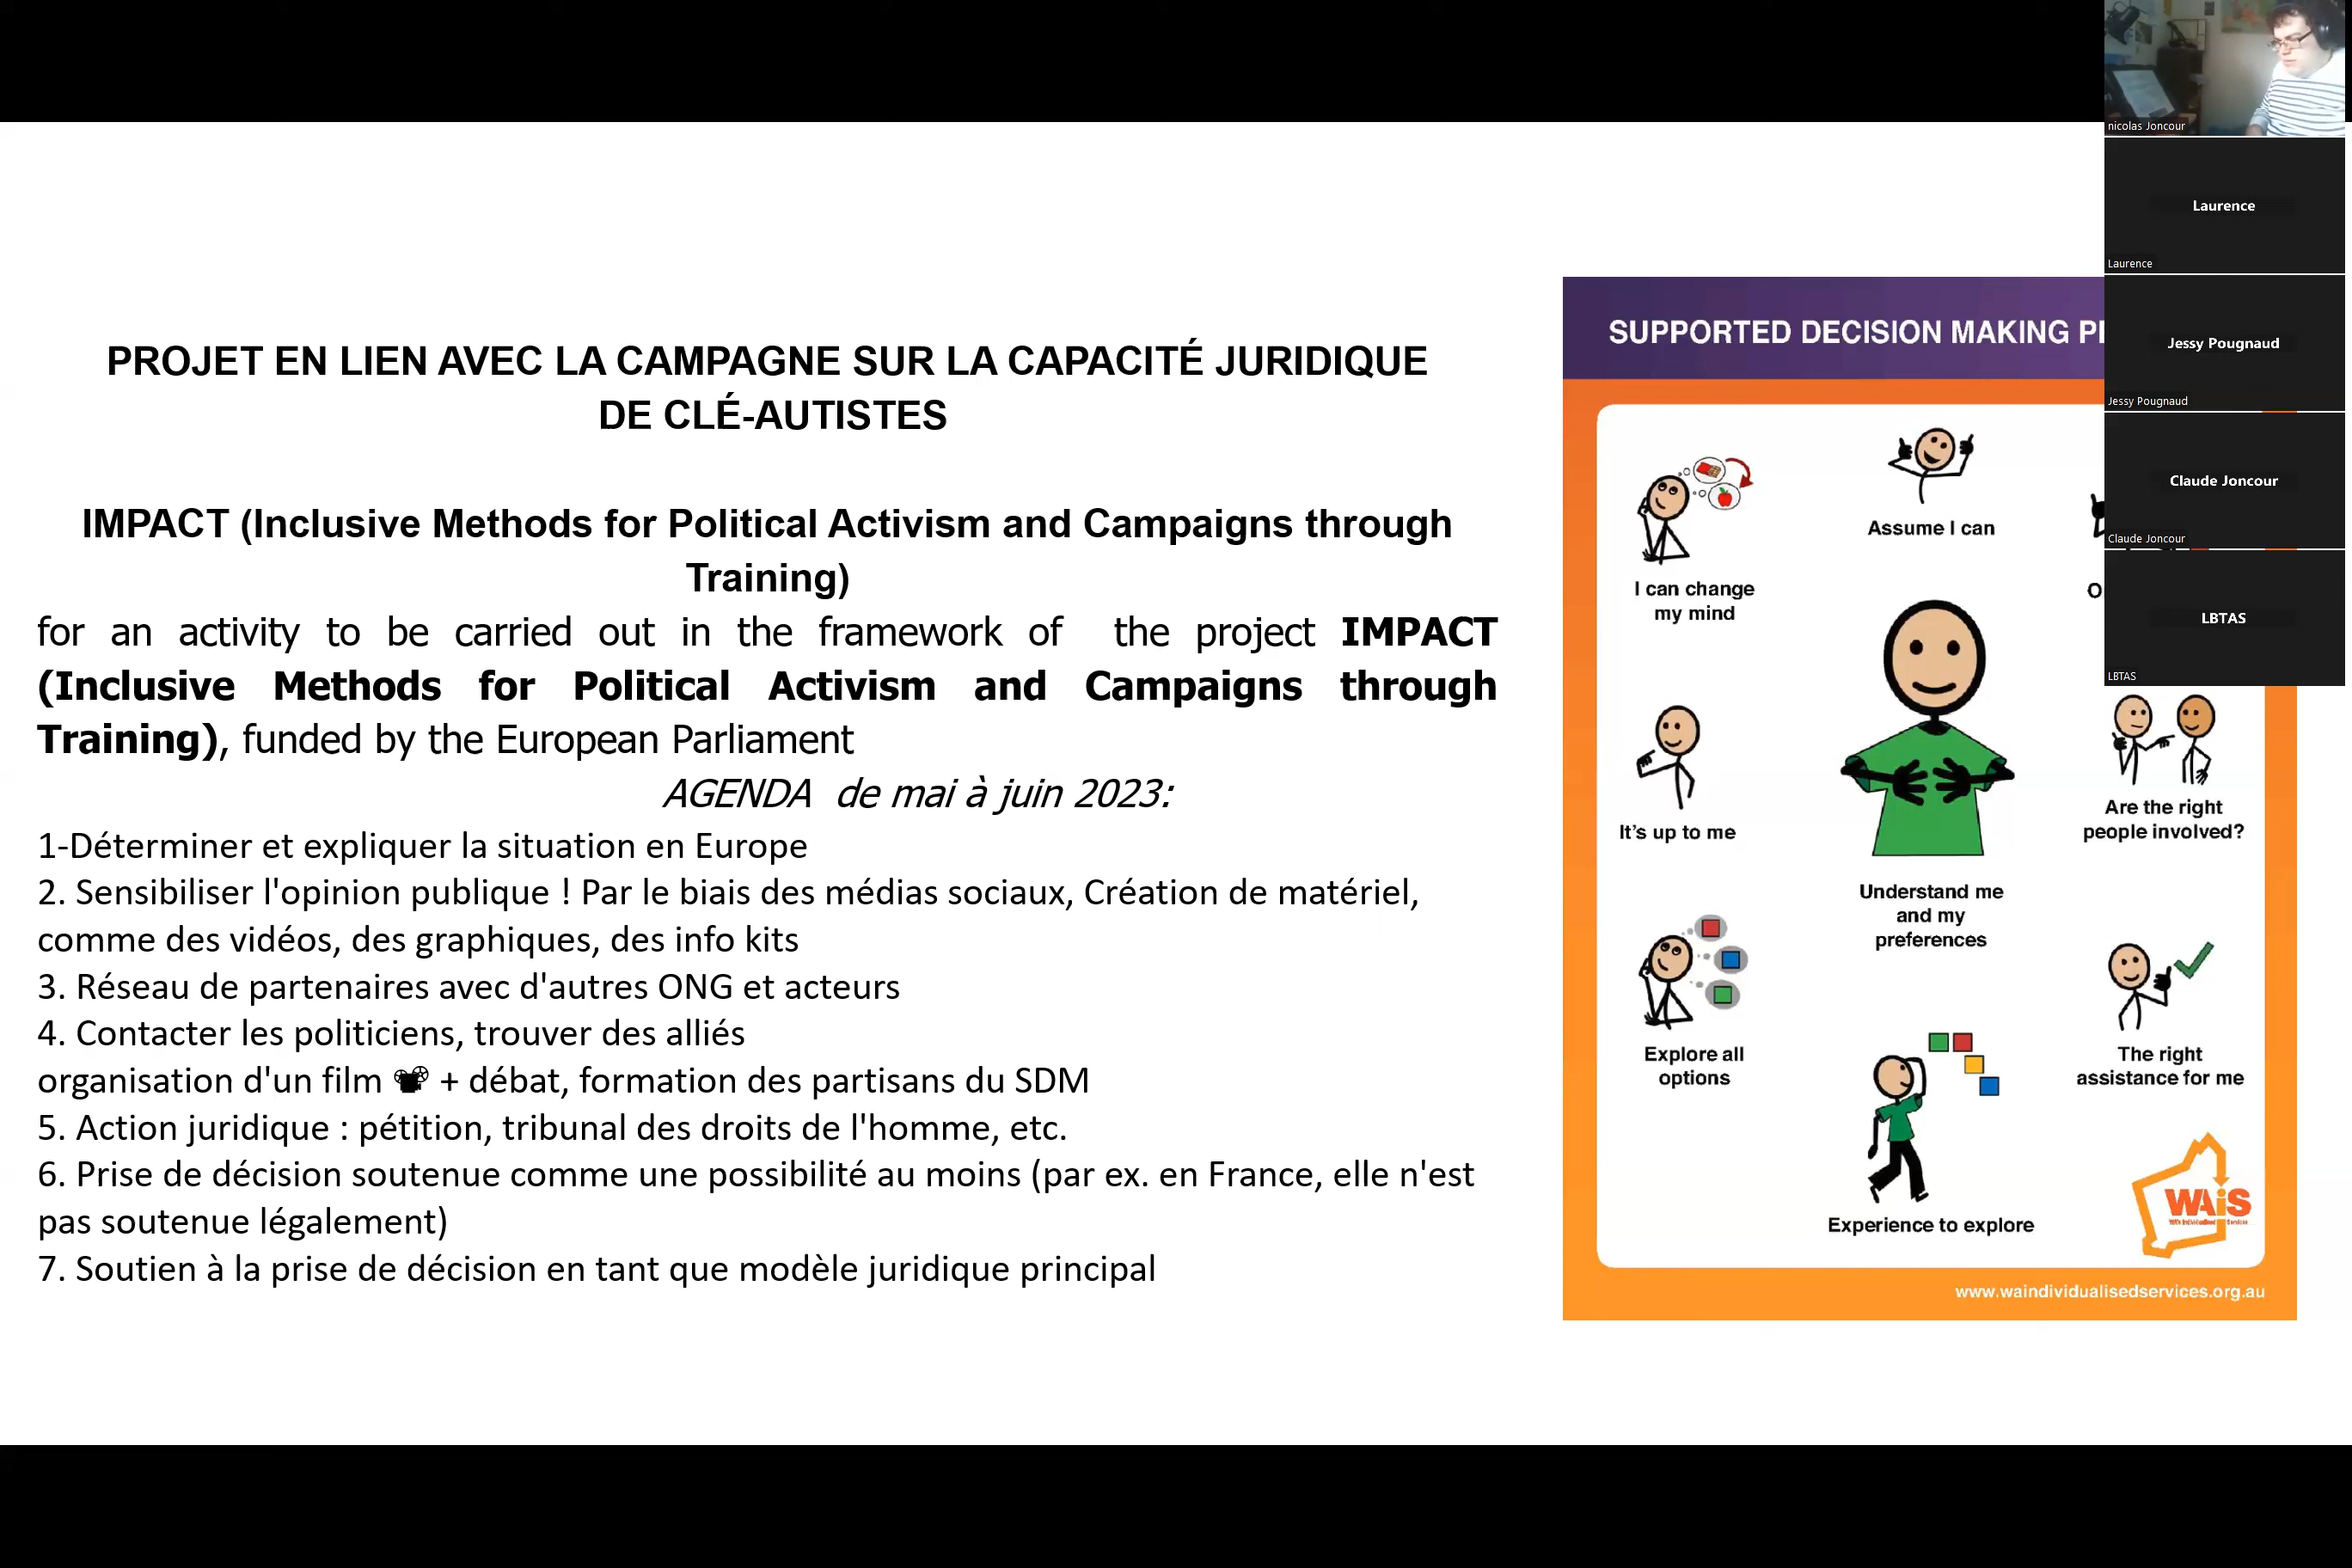 PROJET EN LIEN AVEC LA CAMPAGNE SUR LA CAPACITÉ JURIDIQUE
DE CLÉ-AUTISTES
IMPACT (Inclusive Methods for Political Activism and Campaigns through
Training)
for an activity to be carried out in the framework of the project IMPACT
(Inclusive Methods for Political Activism and Campaigns through
Training), funded by the European Parliament
AGENDA de mai à juin 2023:
1-Déterminer et expliquer la situation en Europe
2. Sensibiliser l'opinion publique ! Par le biais des médias sociaux, Création de matériel,
comme des vidéos, des graphiques, des info kits
3. Réseau de partenaires avec d'autres ONG et acteurs
4. Contacter les politiciens, trouver des alliés
organisation d'un film 📽 + débat, formation des partisans du SDM
5. Action juridique : pétition, tribunal des droits de l'homme, etc.
6. Prise de décision soutenue comme une possibilité au moins (par ex. en France, elle n'est
pas soutenue légalement)
7. Soutien à la prise de décision en tant que modèle juridique principal
SUPPORTED DECISION MAKING
I can change
my mind
Assume I can
It's up to me
Understand me
and my
preferences
Are the right
people involved?
Explore all
options
Experience to explore
The right
assistance for me
WAiS
www.waindividualisedservices.org.au
nicolas Joncour
Laurence
Laurence
Jessy Pougnaud
Jessy Pougnaud
Claude Joncour
Claude Joncour
LBTAS
LBTAS